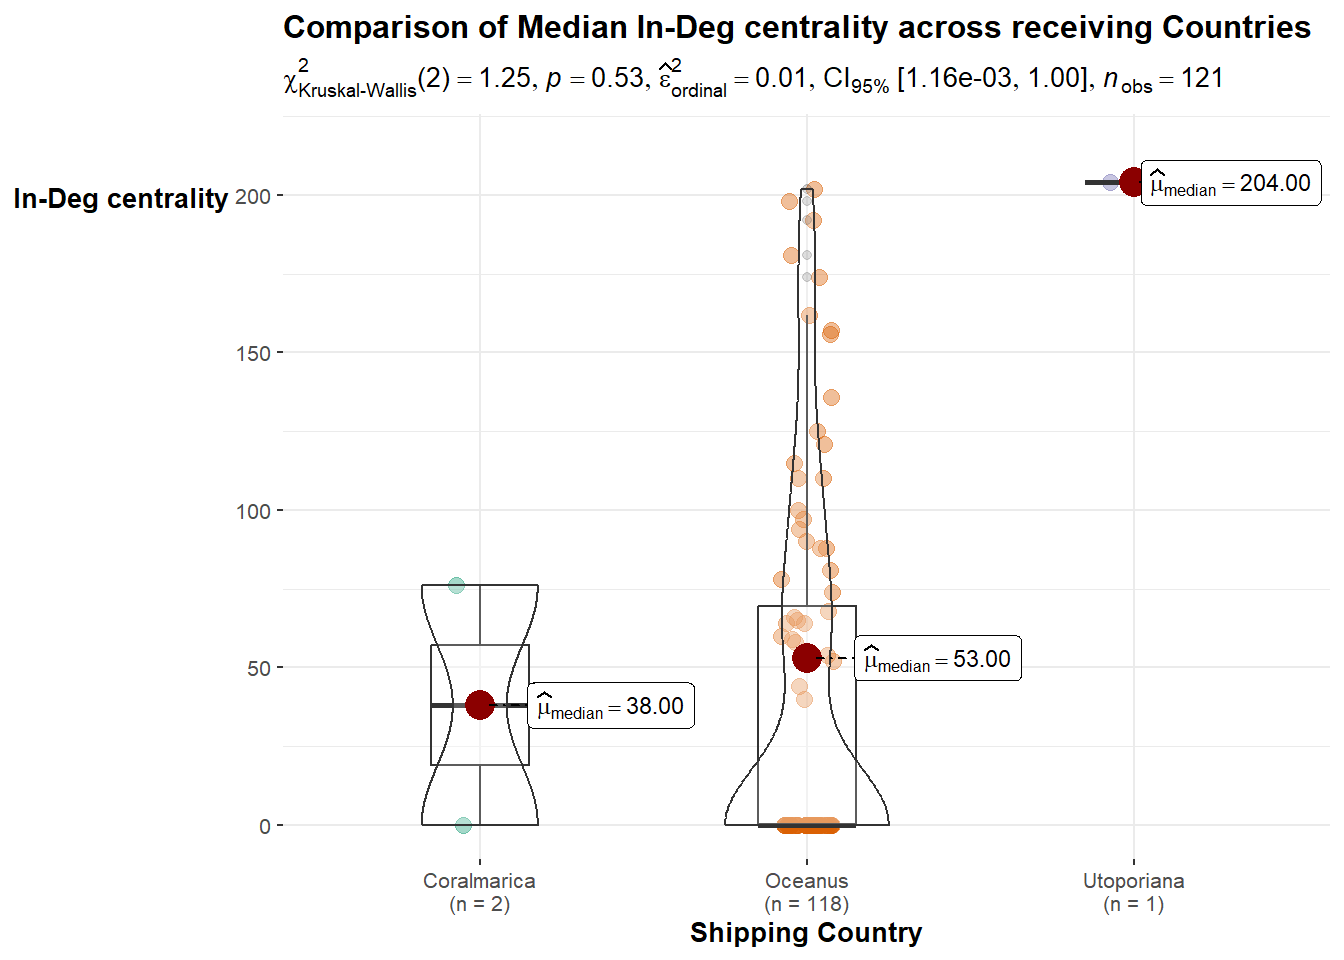 Comparison of Median In-Deg centrality across receiving Countries
χ²Kruskal-Wallis(2) = 1.25, p = 0.53, ε̂²ordinal = 0.01, CI95% [1.16e-03, 1.00], nobs = 121
In-Deg centrality
200
150
100
50
0
μ̂median = 204.00
μ̂median = 53.00
μ̂median = 38.00
Coralmarica
(n = 2)
Oceanus
(n = 118)
Utoporiana
(n = 1)
Shipping Country